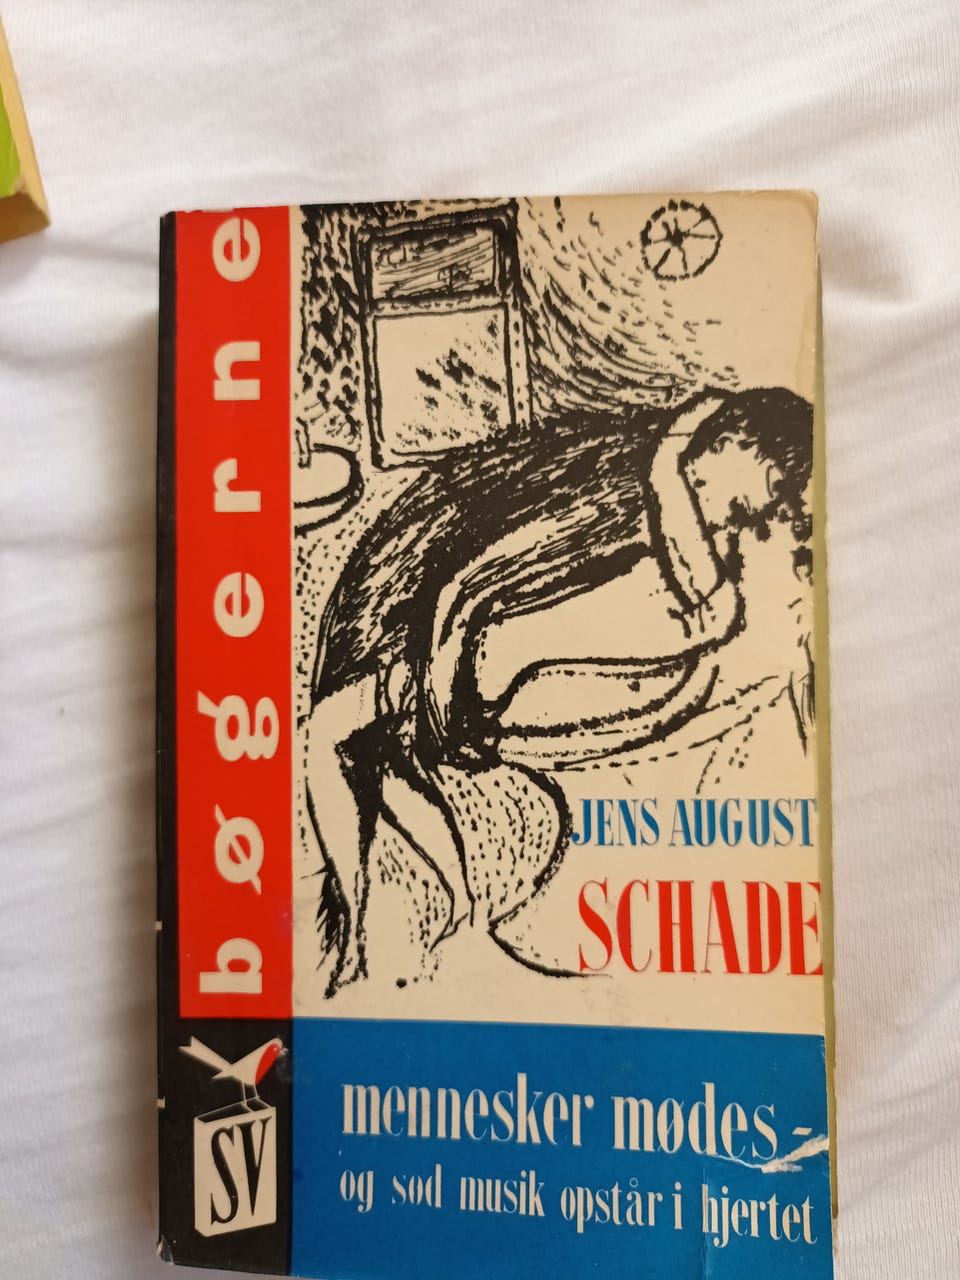 bøgerne
JENS AUGUST
SCHADE
mennesker mødes -
og sød musik opstår i hjertet
SV